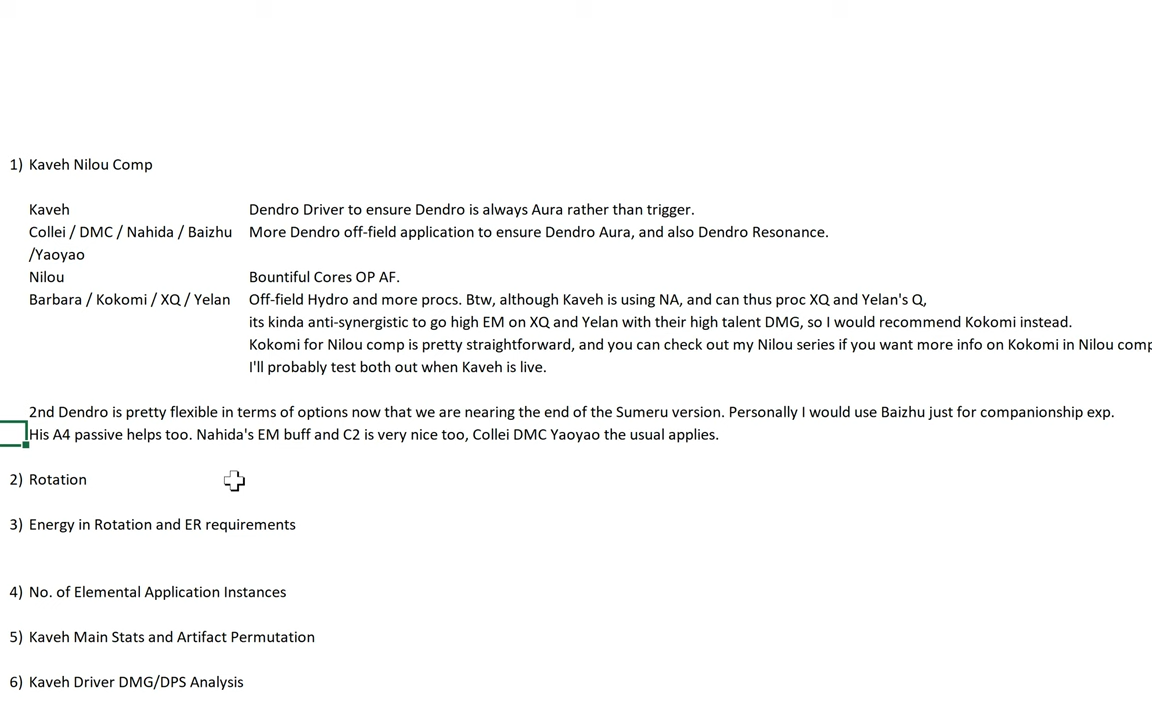 1) Kaveh Nilou Comp
Kaveh Dendro Driver to ensure Dendro is always Aura rather than trigger.
Collei / DMC / Nahida / Baizhu More Dendro off-field application to ensure Dendro Aura, and also Dendro Resonance.
/Yaoyao
Nilou Bountiful Cores OP AF.
Barbara / Kokomi / XQ / Yelan Off-field Hydro and more procs. Btw, although Kaveh is using NA, and can thus proc XQ and Yelan's Q,
its kinda anti-synergistic to go high EM on XQ and Yelan with their high talent DMG, so I would recommend Kokomi instead.
Kokomi for Nilou comp is pretty straightforward, and you can check out my Nilou series if you want more info on Kokomi in Nilou comp
I'll probably test both out when Kaveh is live.
2nd Dendro is pretty flexible in terms of options now that we are nearing the end of the Sumeru version. Personally I would use Baizhu just for companionship exp.
His A4 passive helps too. Nahida's EM buff and C2 is very nice too, Collei DMC Yaoyao the usual applies.
2) Rotation
3) Energy in Rotation and ER requirements
4) No. of Elemental Application Instances
5) Kaveh Main Stats and Artifact Permutation
6) Kaveh Driver DMG/DPS Analysis